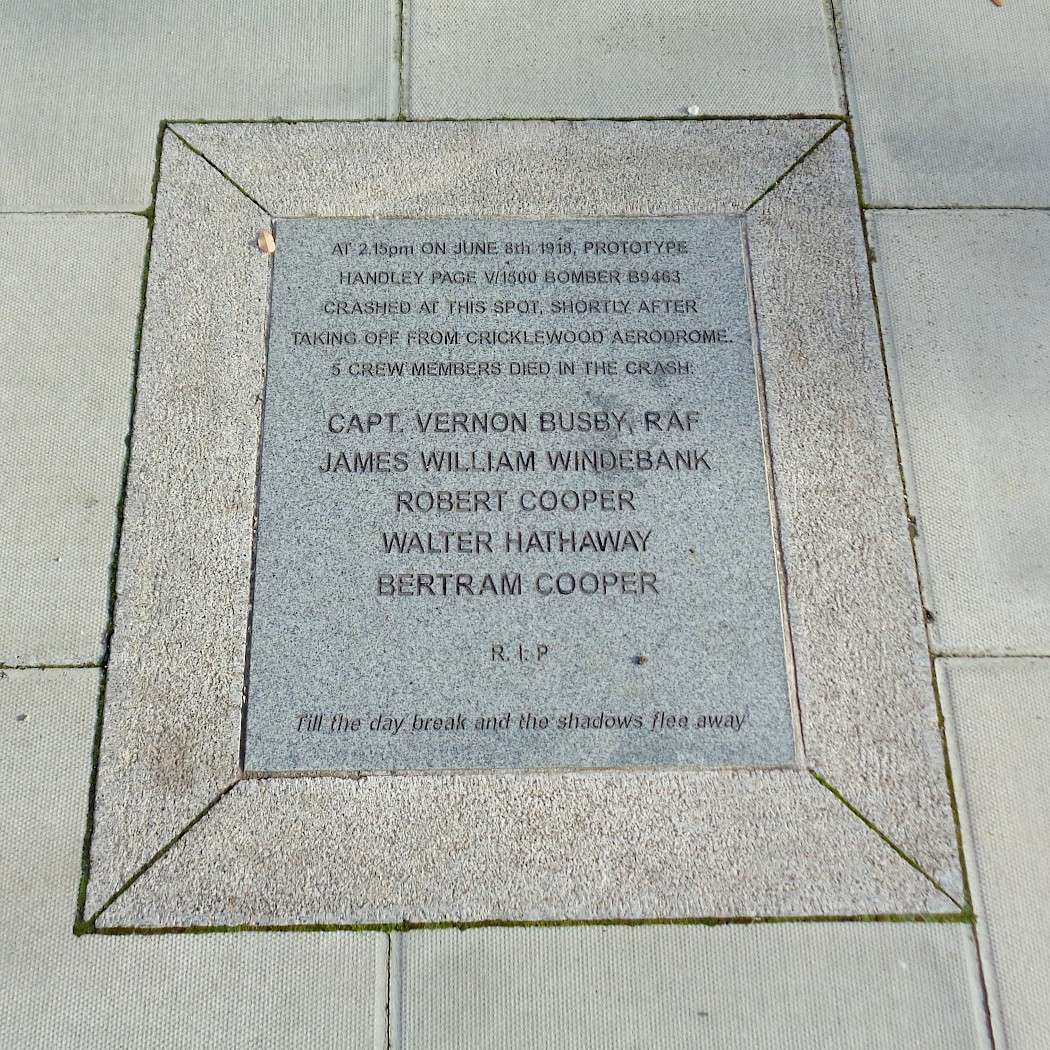 AT 2.15pm ON JUNE 8th 1918, PROTOTYPE
HANDLEY PAGE V/1500 BOMBER B9463
CRASHED AT THIS SPOT, SHORTLY AFTER
TAKING OFF FROM CRICKLEWOOD AERODROME.
5 CREW MEMBERS DIED IN THE CRASH:
CAPT. VERNON BUSBY, RAF
JAMES WILLIAM WINDEBANK
ROBERT COOPER
WALTER HATHAWAY
BERTRAM COOPER
R. I. P
Till the day break and the shadows flee away